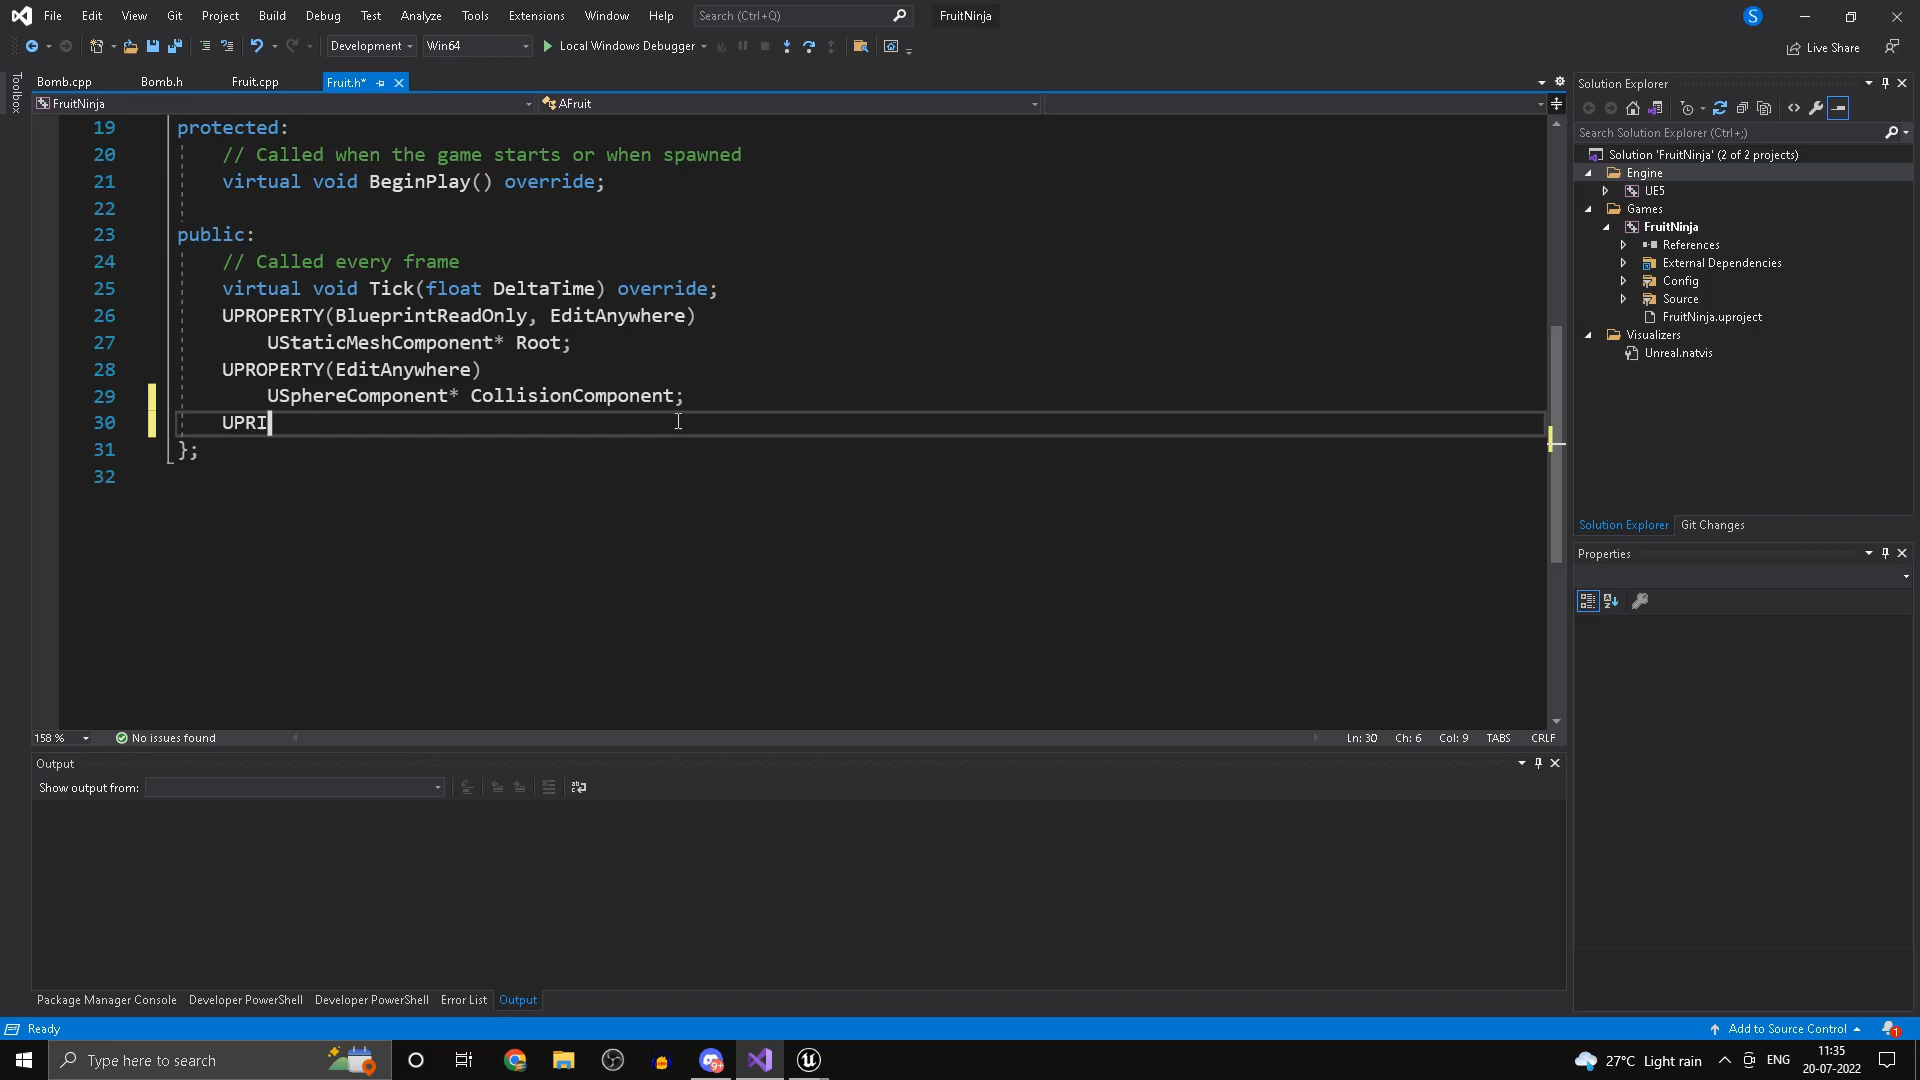 File Edit View Git Project Build Debug Test Analyze Tools Extensions Window Help Search (Ctrl+Q) FruitNinja S
Development Win64 Local Windows Debugger Live Share
Toolbox
Bomb.cpp Bomb.h Fruit.cpp Fruit.h*
FruitNinja AFruit
19 protected:
20 // Called when the game starts or when spawned
21 virtual void BeginPlay() override;
22
23 public:
24 // Called every frame
25 virtual void Tick(float DeltaTime) override;
26 UPROPERTY(BlueprintReadOnly, EditAnywhere)
27 UStaticMeshComponent* Root;
28 UPROPERTY(EditAnywhere)
29 USphereComponent* CollisionComponent;
30 UPRI
31 };
32
158 % No issues found Ln: 30 Ch: 6 Col: 9 TABS CRLF
Output
Show output from:
Package Manager Console Developer PowerShell Developer PowerShell Error List Output
Solution Explorer
Search Solution Explorer (Ctrl+;)
Solution 'FruitNinja' (2 of 2 projects)
Engine
UE5
Games
FruitNinja
References
External Dependencies
Config
Source
FruitNinja.uproject
Visualizers
Unreal.natvis
Solution Explorer Git Changes
Properties
Ready Add to Source Control 1
Type here to search 9+ 27°C Light rain ENG 11:35
20-07-2022